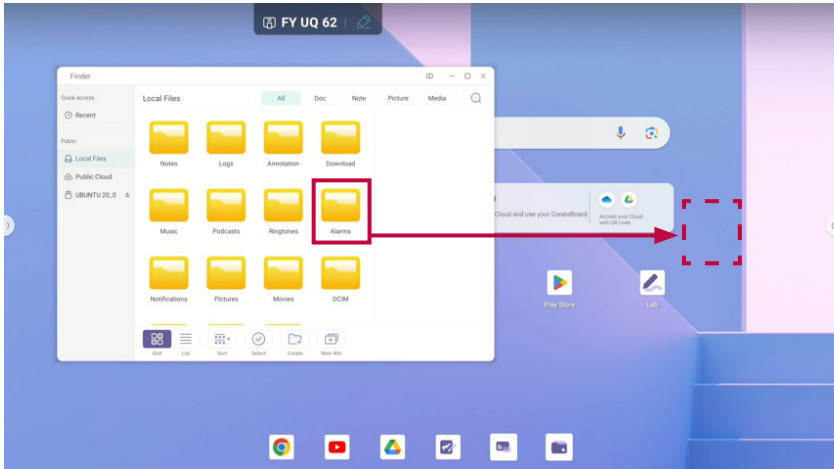 FY UQ 62
Finder
Quick access
Recent
Public
Local Files
Public Cloud
UBUNTU 20_0
Local Files
All
Doc
Note
Picture
Media
Notes
Logs
Annotation
Download
Music
Podcasts
Ringtones
Alarms
Notifications
Pictures
Movies
DCIM
Grid
List
Sort
Select
Create
New Win
Cloud and use your CreateBoard
Access your Cloud
with QR code
Play Store
Lab